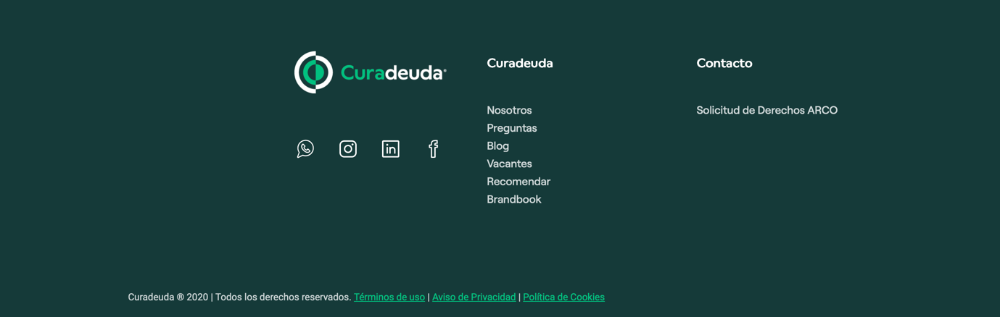 Curadeuda®
Curadeuda
Nosotros
Preguntas
Blog
Vacantes
Recomendar
Brandbook
Contacto
Solicitud de Derechos ARCO
Curadeuda ® 2020 | Todos los derechos reservados. Términos de uso | Aviso de Privacidad | Política de Cookies